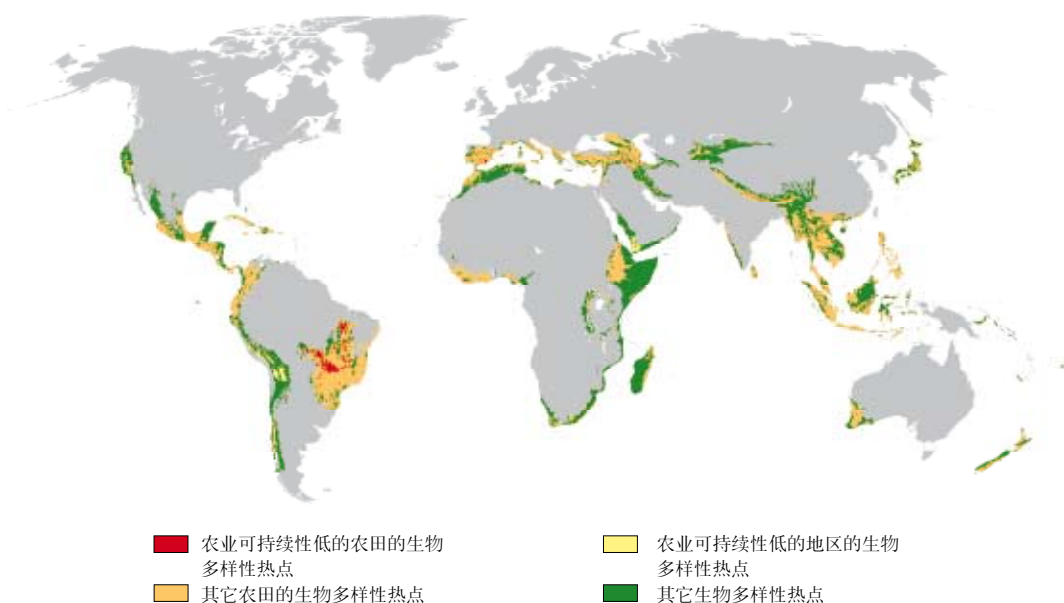 农业可持续性低的农田的生物
多样性热点
其它农田的生物多样性热点
农业可持续性低的地区的生物
多样性热点
其它生物多样性热点